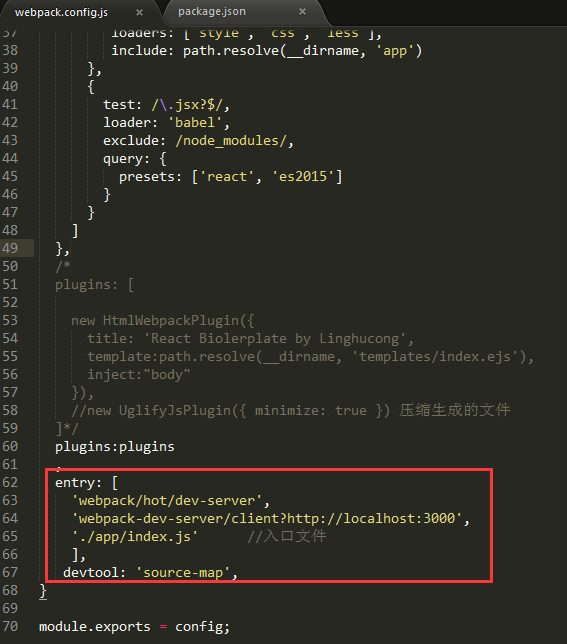 webpack.config.js × package.json ×
37 loaders: ['style', 'css', 'less'],
38 include: path.resolve(__dirname, 'app')
39 },
40 {
41 test: /\.jsx?$/,
42 loader: 'babel',
43 exclude: /node_modules/,
44 query: {
45 presets: ['react', 'es2015']
46 }
47 }
48 ]
49 },
50 /*
51 plugins: [
52
53 new HtmlWebpackPlugin({
54 title: 'React Biolerplate by Linghucong',
55 template:path.resolve(__dirname, 'templates/index.ejs'),
56 inject:"body"
57 }),
58 //new UglifyJsPlugin({ minimize: true }) 压缩生成的文件
59 ]*/
60 plugins:plugins
61 ,
62 entry: [
63 'webpack/hot/dev-server',
64 'webpack-dev-server/client?http://localhost:3000',
65 './app/index.js' //入口文件
66 ],
67 devtool: 'source-map',
68 }
69
70 module.exports = config;